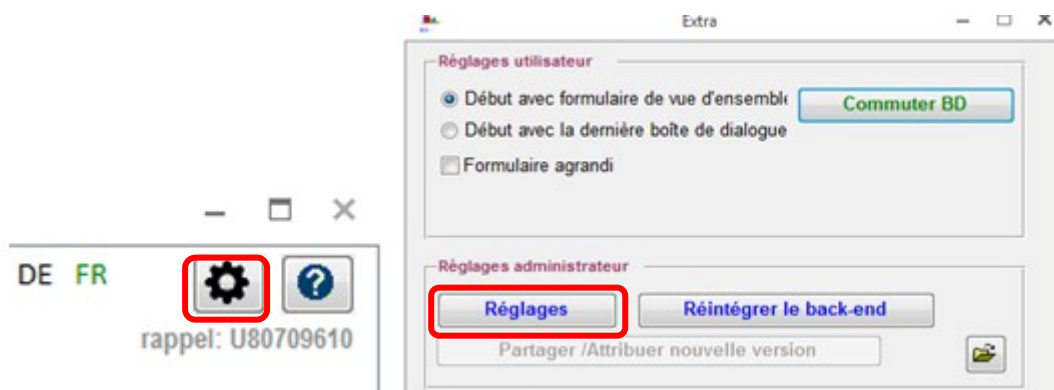 DE FR
rappel: U80709610
Extra
Réglages utilisateur
Début avec formulaire de vue d'ensemble
Commuter BD
Début avec la dernière boîte de dialogue
Formulaire agrandi
Réglages administrateur
Réglages
Réintégrer le back-end
Partager /Attribuer nouvelle version